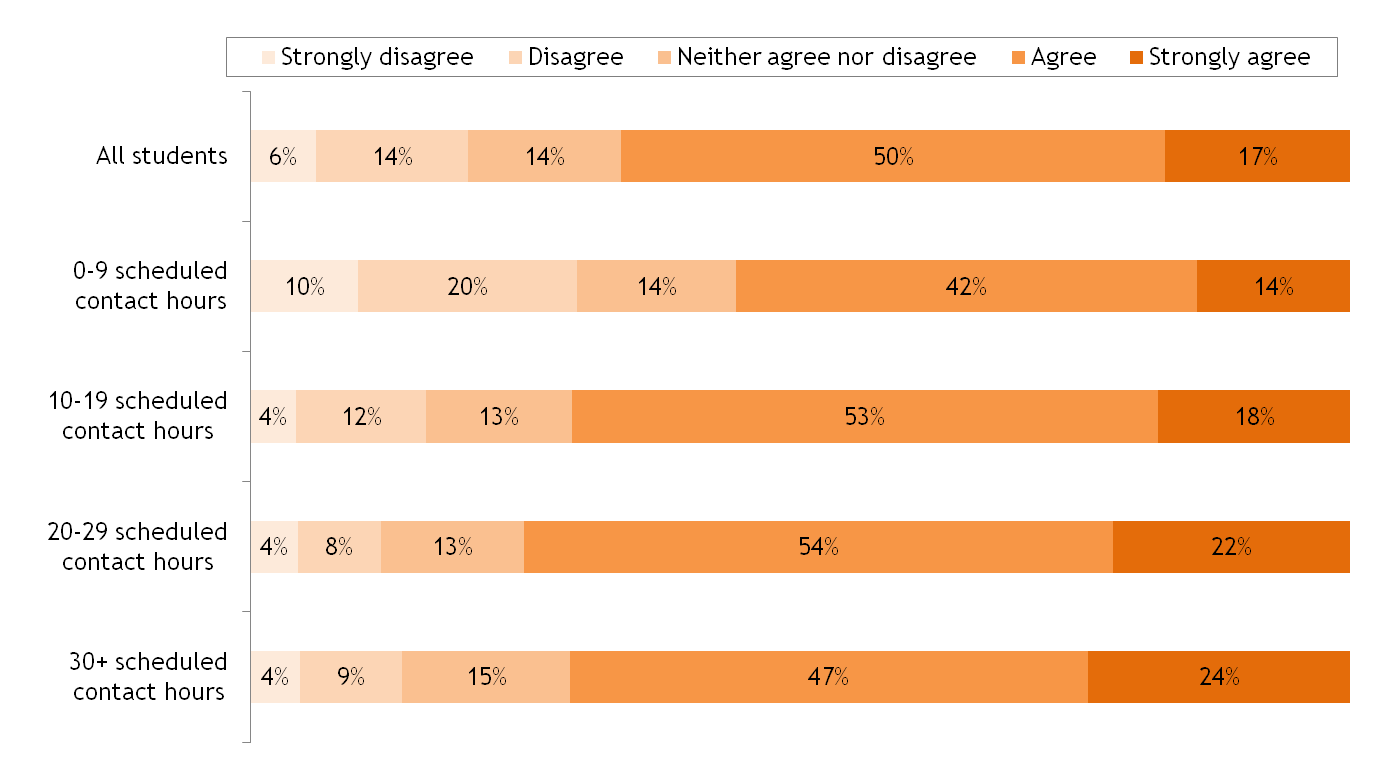 Strongly disagree Disagree Neither agree nor disagree Agree Strongly agree
All students 6% 14% 14% 50% 17%
0-9 scheduled
contact hours 10% 20% 14% 42% 14%
10-19 scheduled
contact hours 4% 12% 13% 53% 18%
20-29 scheduled
contact hours 4% 8% 13% 54% 22%
30+ scheduled
contact hours 4% 9% 15% 47% 24%